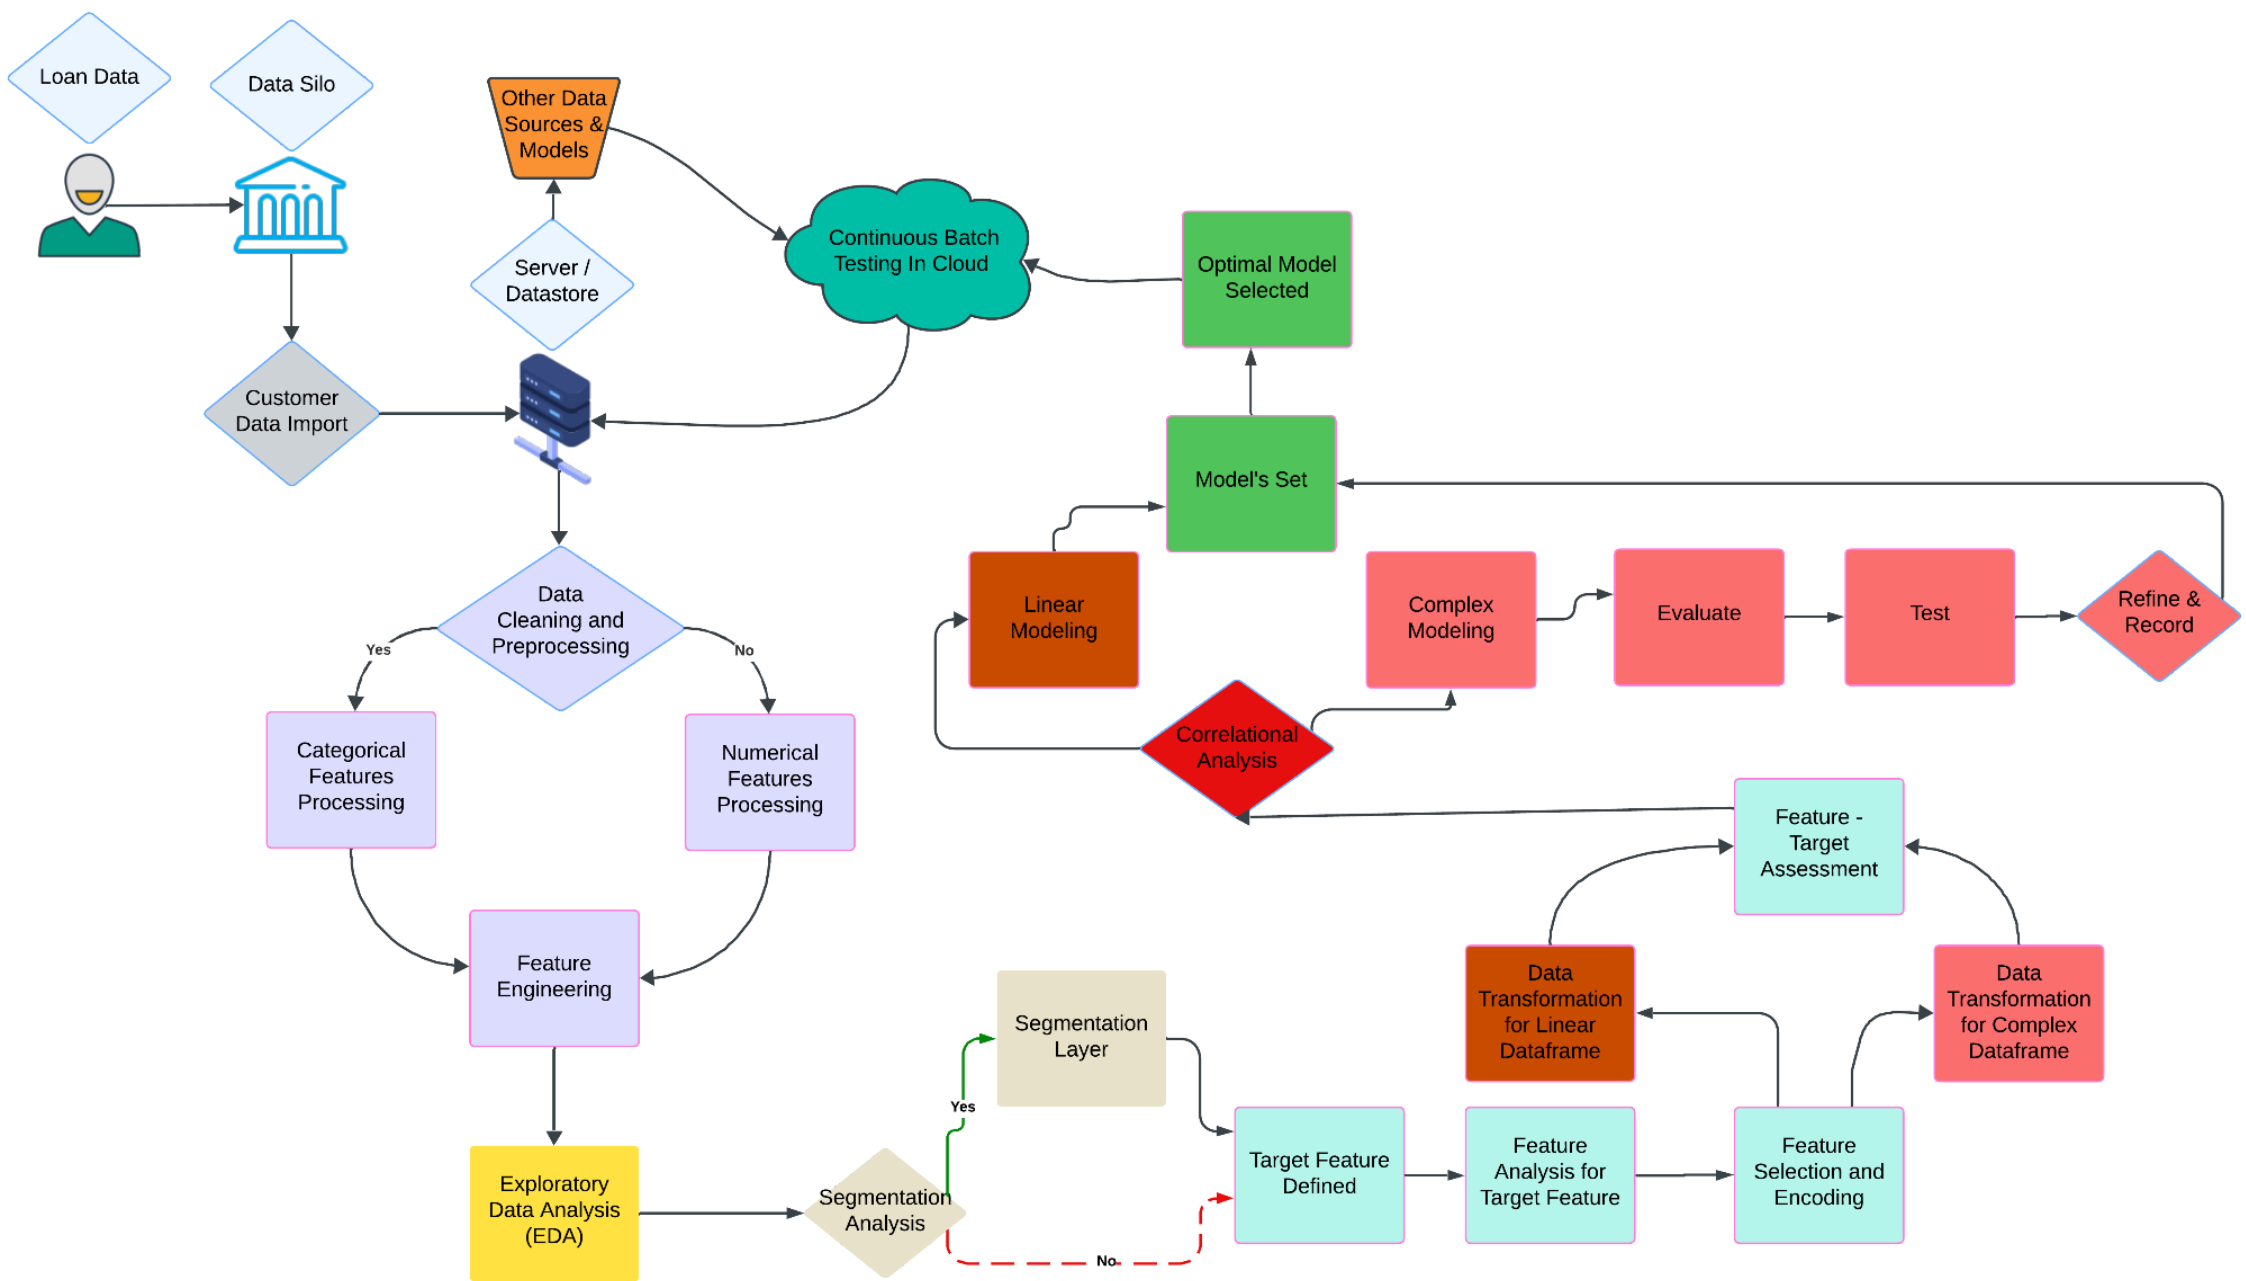 Loan Data
Data Silo
Other Data
Sources &
Models
Server /
Datastore
Continuous Batch
Testing In Cloud
Optimal Model
Selected
Customer
Data Import
Model's Set
Data
Cleaning and
Preprocessing
Yes
No
Linear
Modeling
Complex
Modeling
Evaluate
Test
Refine &
Record
Categorical
Features
Processing
Numerical
Features
Processing
Correlational
Analysis
Feature -
Target
Assessment
Feature
Engineering
Data
Transformation
for Linear
Dataframe
Data
Transformation
for Complex
Dataframe
Segmentation
Layer
Yes
Exploratory
Data Analysis
(EDA)
Segmentation
Analysis
No
Target Feature
Defined
Feature
Analysis for
Target Feature
Feature
Selection and
Encoding